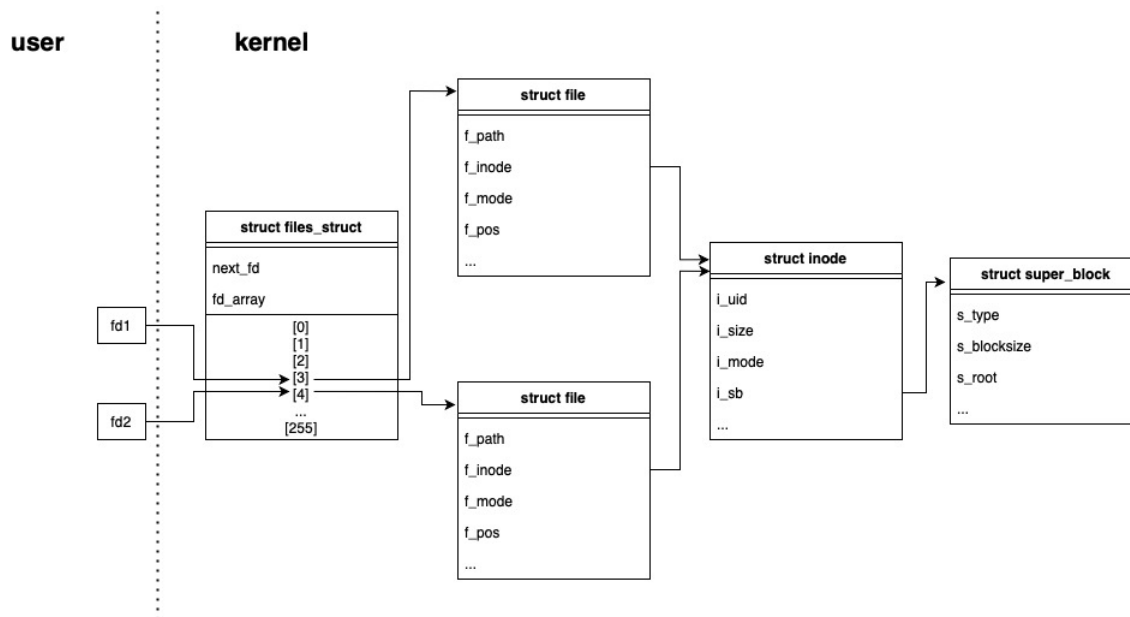 user
kernel
struct file
f_path
f_inode
f_mode
f_pos
...
struct files_struct
next_fd
fd_array
[0]
[1]
[2]
[3]
[4]
...
[255]
fd1
fd2
struct file
f_path
f_inode
f_mode
f_pos
...
struct inode
i_uid
i_size
i_mode
i_sb
...
struct super_block
s_type
s_blocksize
s_root
...